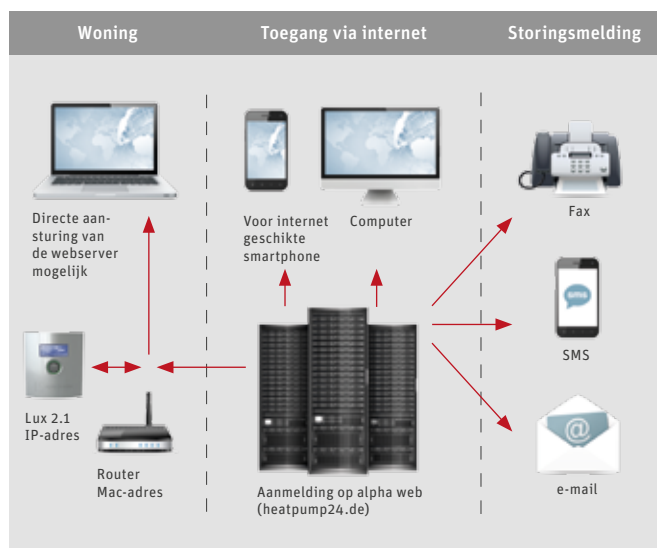 Woning
Toegang via internet
Storingsmelding
Directe aan-
sturing van
de webserver
mogelijk
Voor internet
geschikte
smartphone
Computer
Fax
sms
SMS
Lux 2.1
IP-adres
Router
Mac-adres
Aanmelding op alpha web
(heatpump24.de)
@
e-mail